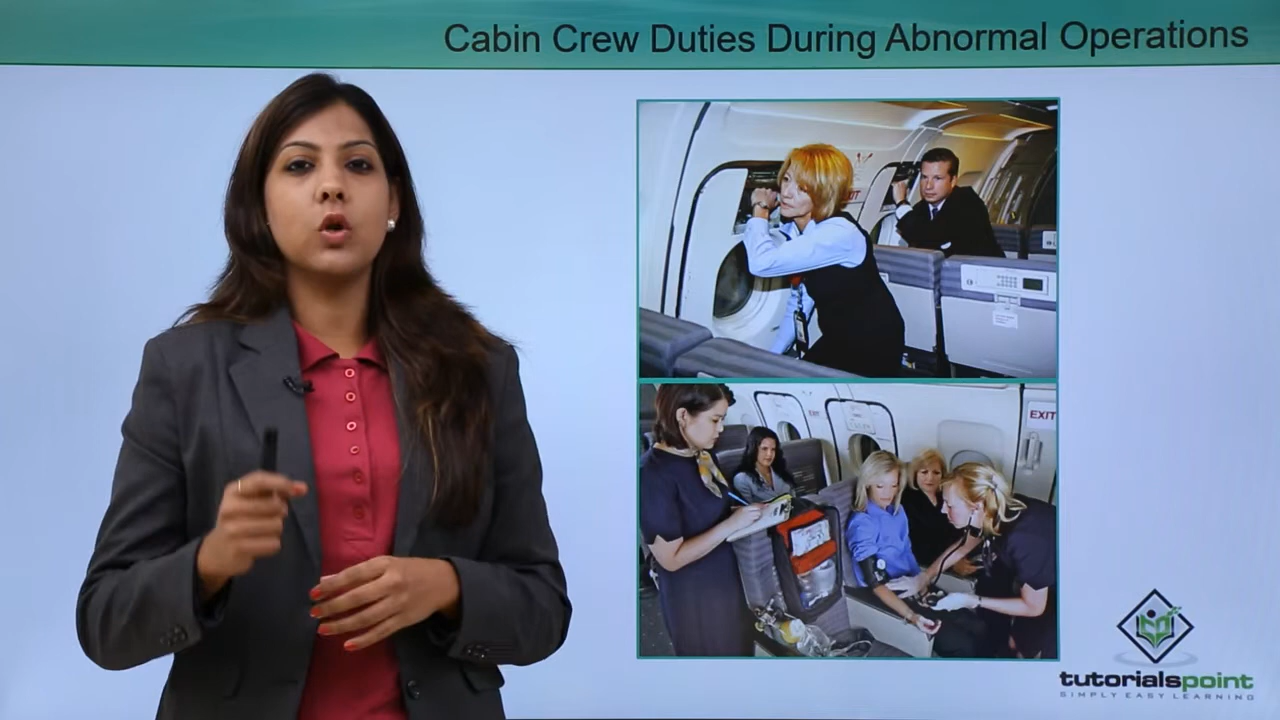 Cabin Crew Duties During Abnormal Operations
EXIT
EXIT
tutorialspoint
SIMPLY EASY LEARNING